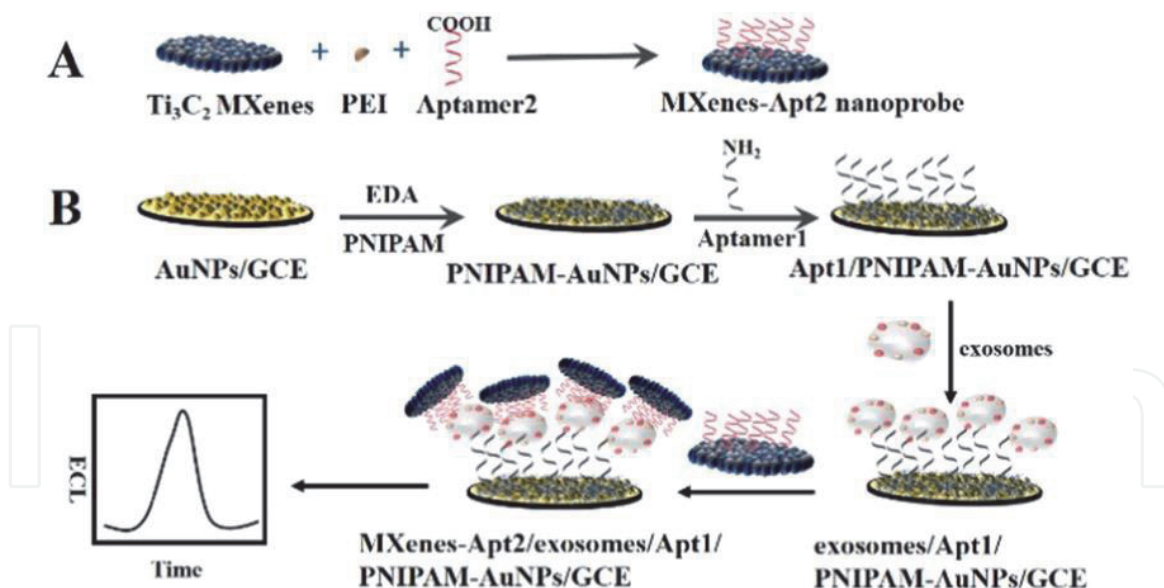 A
COOH
Ti₃C₂ MXenes + PEI + Aptamer2
MXenes-Apt2 nanoprobe
B
EDA
PNIPAM
NH₂
Aptamer1
AuNPs/GCE
PNIPAM-AuNPs/GCE
Apt1/PNIPAM-AuNPs/GCE
exosomes
exosomes/Apt1/
PNIPAM-AuNPs/GCE
MXenes-Apt2/exosomes/Apt1/
PNIPAM-AuNPs/GCE
ECL
Time